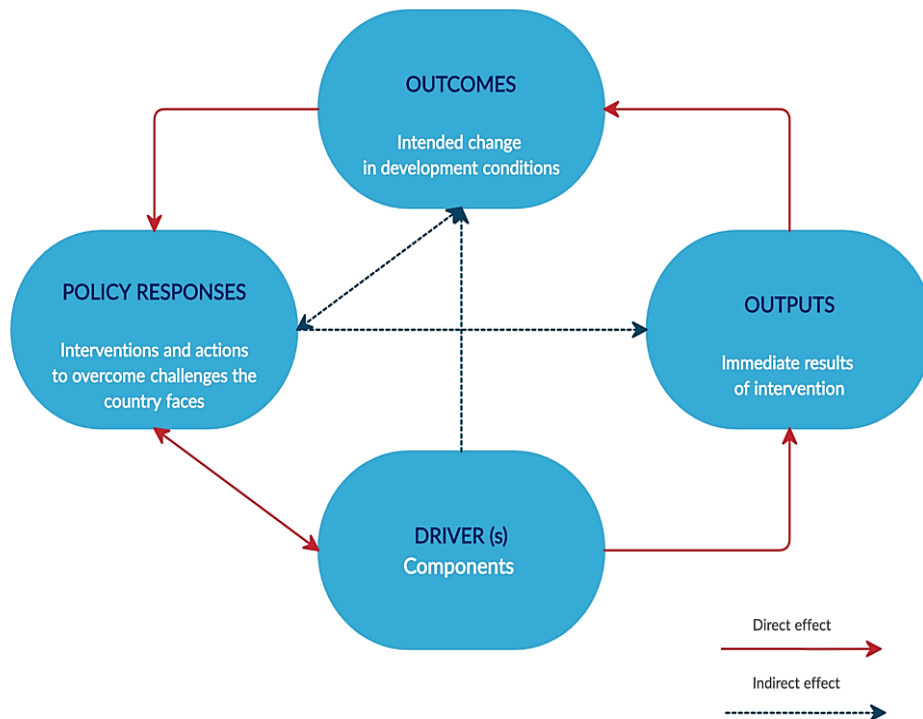 OUTCOMES
Intended change
in development conditions
POLICY RESPONSES
Interventions and actions
to overcome challenges the
country faces
OUTPUTS
Immediate results
of intervention
DRIVER (s)
Components
Direct effect
Indirect effect